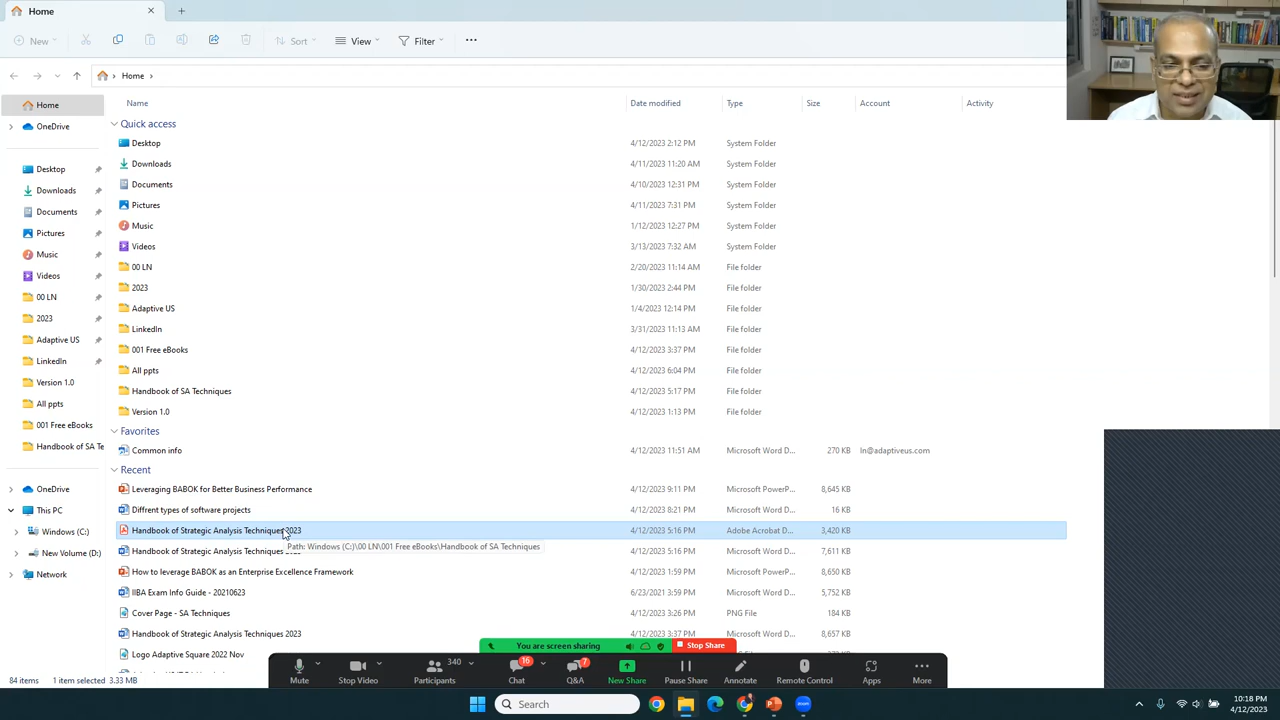 Home
New
Sort
View
Filter
Home
Name Date modified Type Size Account Activity
Home
OneDrive
Desktop
Downloads
Documents
Pictures
Music
Videos
00 LN
2023
Adaptive US
LinkedIn
Version 1.0
All ppts
001 Free eBooks
Handbook of SA Te
OneDrive
This PC
Windows (C:)
New Volume (D:)
Network
Quick access
Desktop 4/12/2023 2:12 PM System Folder
Downloads 4/11/2023 11:20 AM System Folder
Documents 4/10/2023 12:31 PM System Folder
Pictures 4/11/2023 7:31 PM System Folder
Music 1/12/2023 12:27 PM System Folder
Videos 3/13/2023 7:32 AM System Folder
00 LN 2/20/2023 11:14 AM File folder
2023 1/30/2023 2:44 PM File folder
Adaptive US 1/4/2023 12:14 PM File folder
LinkedIn 3/31/2023 11:13 AM File folder
001 Free eBooks 4/12/2023 3:37 PM File folder
All ppts 4/12/2023 6:04 PM File folder
Handbook of SA Techniques 4/12/2023 5:17 PM File folder
Version 1.0 4/12/2023 1:13 PM File folder
Favorites
Common info 4/12/2023 11:51 AM Microsoft Word D... 270 KB ln@adaptiveus.com
Recent
Leveraging BABOK for Better Business Performance 4/12/2023 9:11 PM Microsoft PowerP... 8,645 KB
Diffrent types of software projects 4/12/2023 8:21 PM Microsoft Word D... 16 KB
Handbook of Strategic Analysis Techniques 2023 4/12/2023 5:16 PM Adobe Acrobat D... 3,420 KB
Path: Windows (C:)\00 LN\001 Free eBooks\Handbook of SA Techniques
Handbook of Strategic Analysis Techniques 2023 4/12/2023 5:16 PM Microsoft Word D... 7,611 KB
How to leverage BABOK as an Enterprise Excellence Framework 4/12/2023 1:59 PM Microsoft PowerP... 8,650 KB
IIBA Exam Info Guide - 20210623 6/23/2021 3:59 PM Microsoft Word D... 5,752 KB
Cover Page - SA Techniques 4/12/2023 3:26 PM PNG File 184 KB
Handbook of Strategic Analysis Techniques 2023 4/12/2023 3:37 PM Microsoft Word D... 8,657 KB
Logo Adaptive Square 2022 Nov
You are screen sharing Stop Share
340 16 7
Mute Stop Video Participants Chat Q&A New Share Pause Share Annotate Remote Control Apps More
84 items 1 item selected 3.33 MB
Search
zoom
10:18 PM
4/12/2023